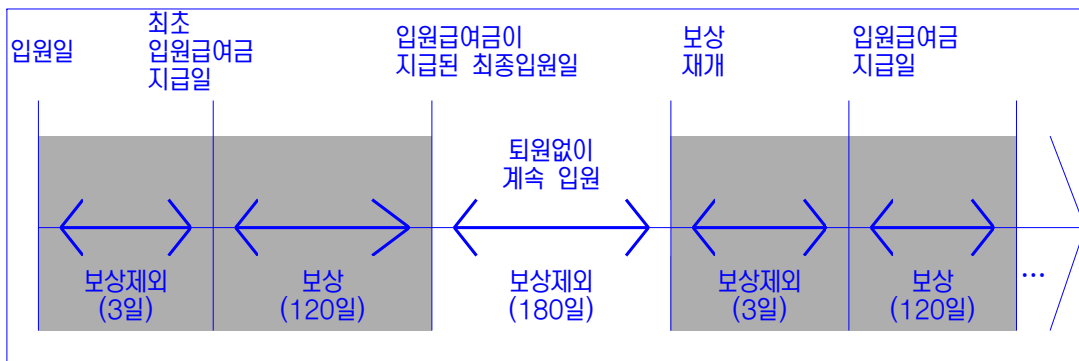 입원일
최초
입원급여금
지급일
입원급여금이
지급된 최종입원일
보상
재개
입원급여금
지급일
퇴원없이
계속 입원
보상제외
(3일)
보상
(120일)
보상제외
(180일)
보상제외
(3일)
보상
(120일)
...